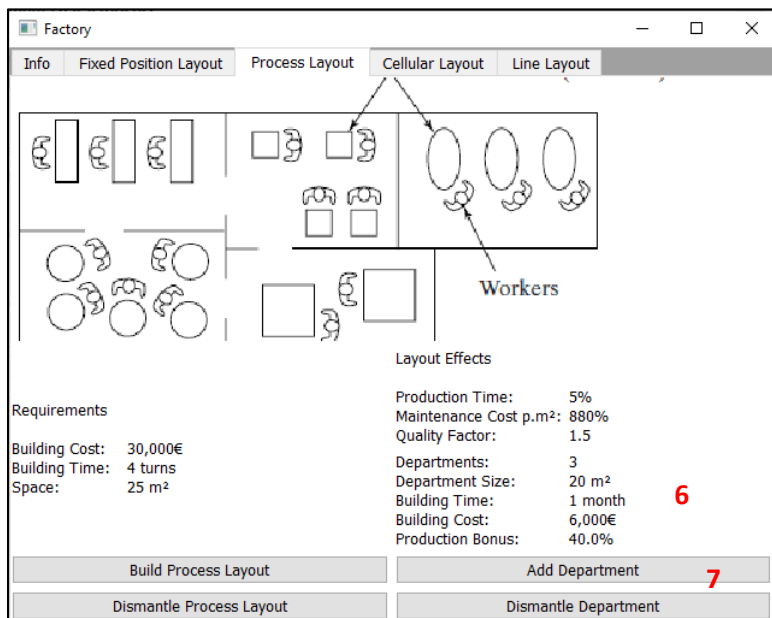 Factory
Info Fixed Position Layout Process Layout Cellular Layout Line Layout
Workers
Layout Effects
Production Time: 5%
Maintenance Cost p.m²: 880%
Quality Factor: 1.5
Requirements
Building Cost: 30,000€
Building Time: 4 turns
Space: 25 m²
Departments: 3
Department Size: 20 m²
Building Time: 1 month
6
Building Cost: 6,000€
Production Bonus: 40.0%
Build Process Layout Add Department
7
Dismantle Process Layout Dismantle Department